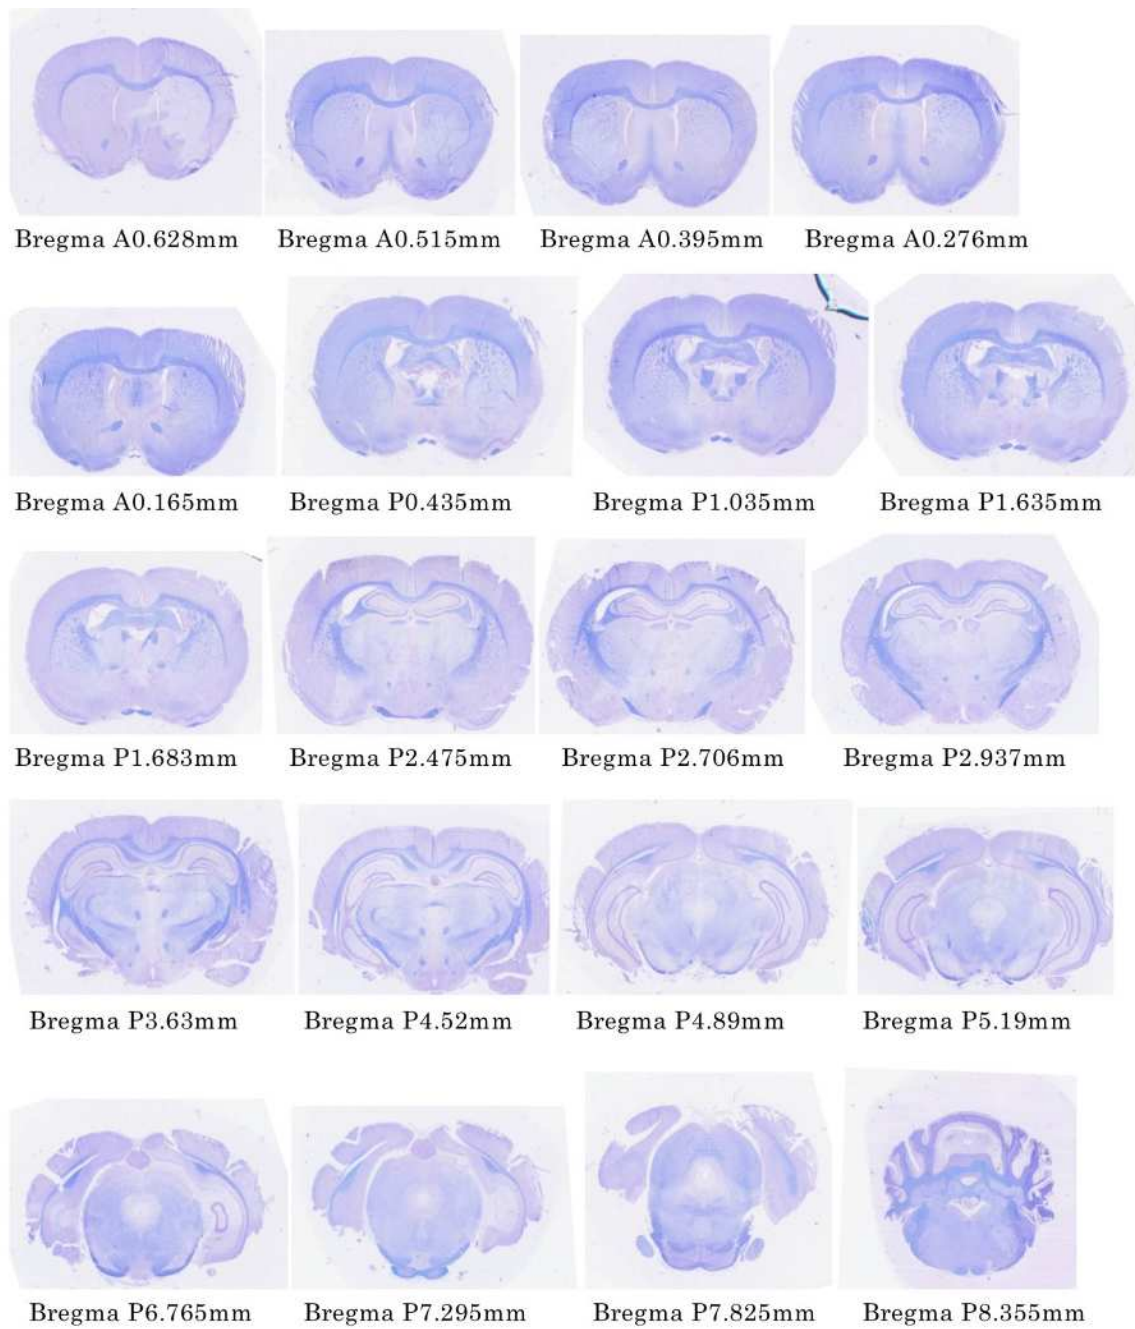 Bregma A0.628mm Bregma A0.515mm Bregma A0.395mm Bregma A0.276mm
Bregma A0.165mm Bregma P0.435mm Bregma P1.035mm Bregma P1.635mm
Bregma P1.683mm Bregma P2.475mm Bregma P2.706mm Bregma P2.937mm
Bregma P3.63mm Bregma P4.52mm Bregma P4.89mm Bregma P5.19mm
Bregma P6.765mm Bregma P7.295mm Bregma P7.825mm Bregma P8.355mm